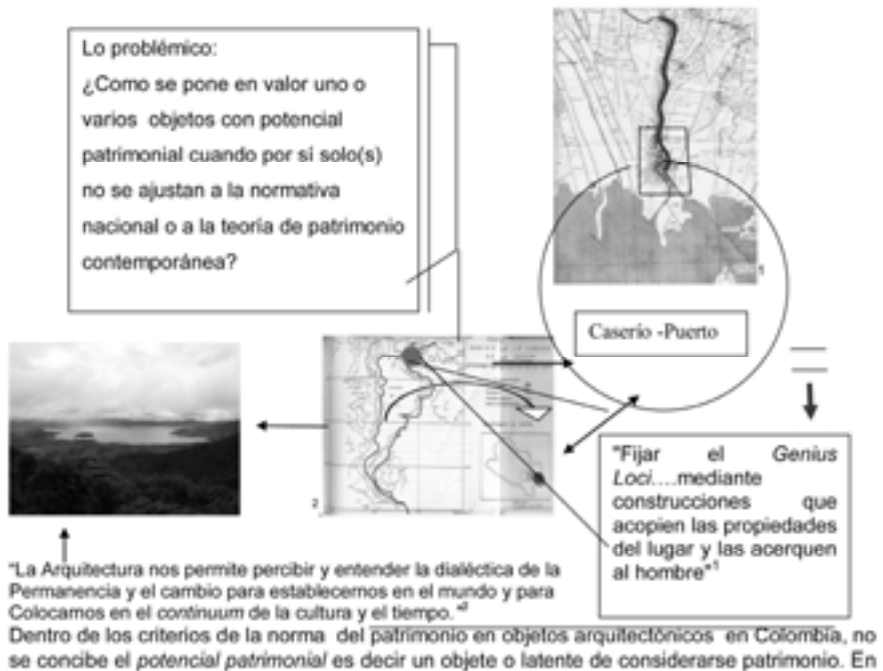 Lo problémico:
¿Como se pone en valor uno o
varios objetos con potencial
patrimonial cuando por sí solo(s)
no se ajustan a la normativa
nacional o a la teoría de patrimonio
contemporánea?
1
Caserío -Puerto
2
"Fijar el Genius
Loci....mediante
construcciones que
acopien las propiedades
del lugar y las acerquen
al hombre"1
"La Arquitectura nos permite percibir y entender la dialéctica de la
Permanencia y el cambio para establecernos en el mundo y para
Colocarnos en el continuum de la cultura y el tiempo. "2
Dentro de los criterios de la norma del patrimonio en objetos arquitectónicos en Colombia, no
se concibe el potencial patrimonial es decir un objete o latente de considerarse patrimonio. En